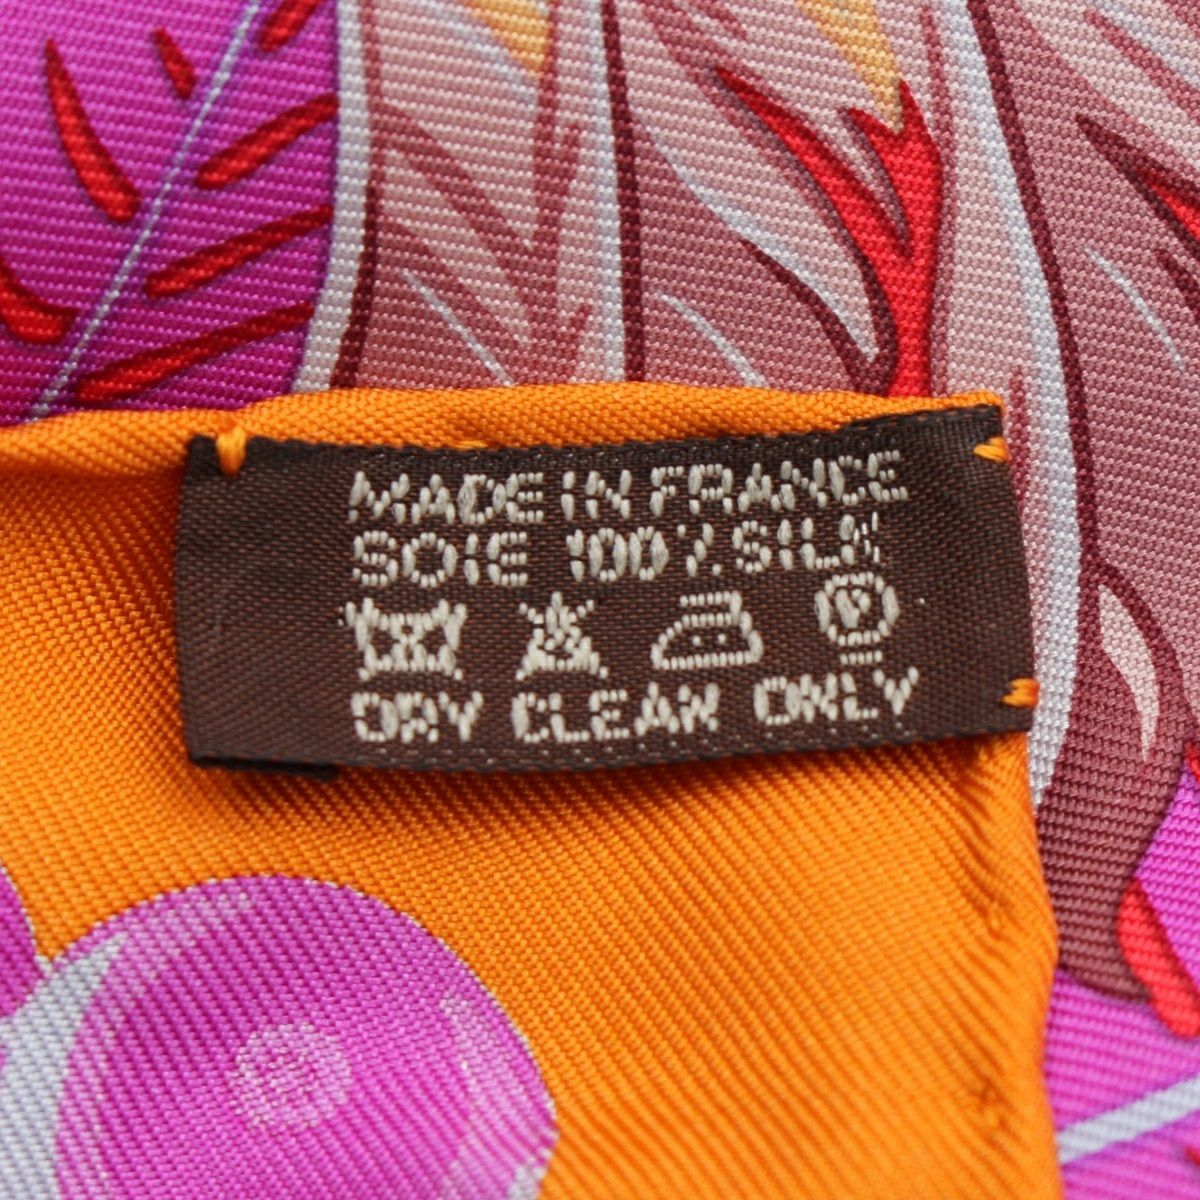 MADE IN FRANCE
SOIE 100% SILK
P
DRY CLEAN ONLY